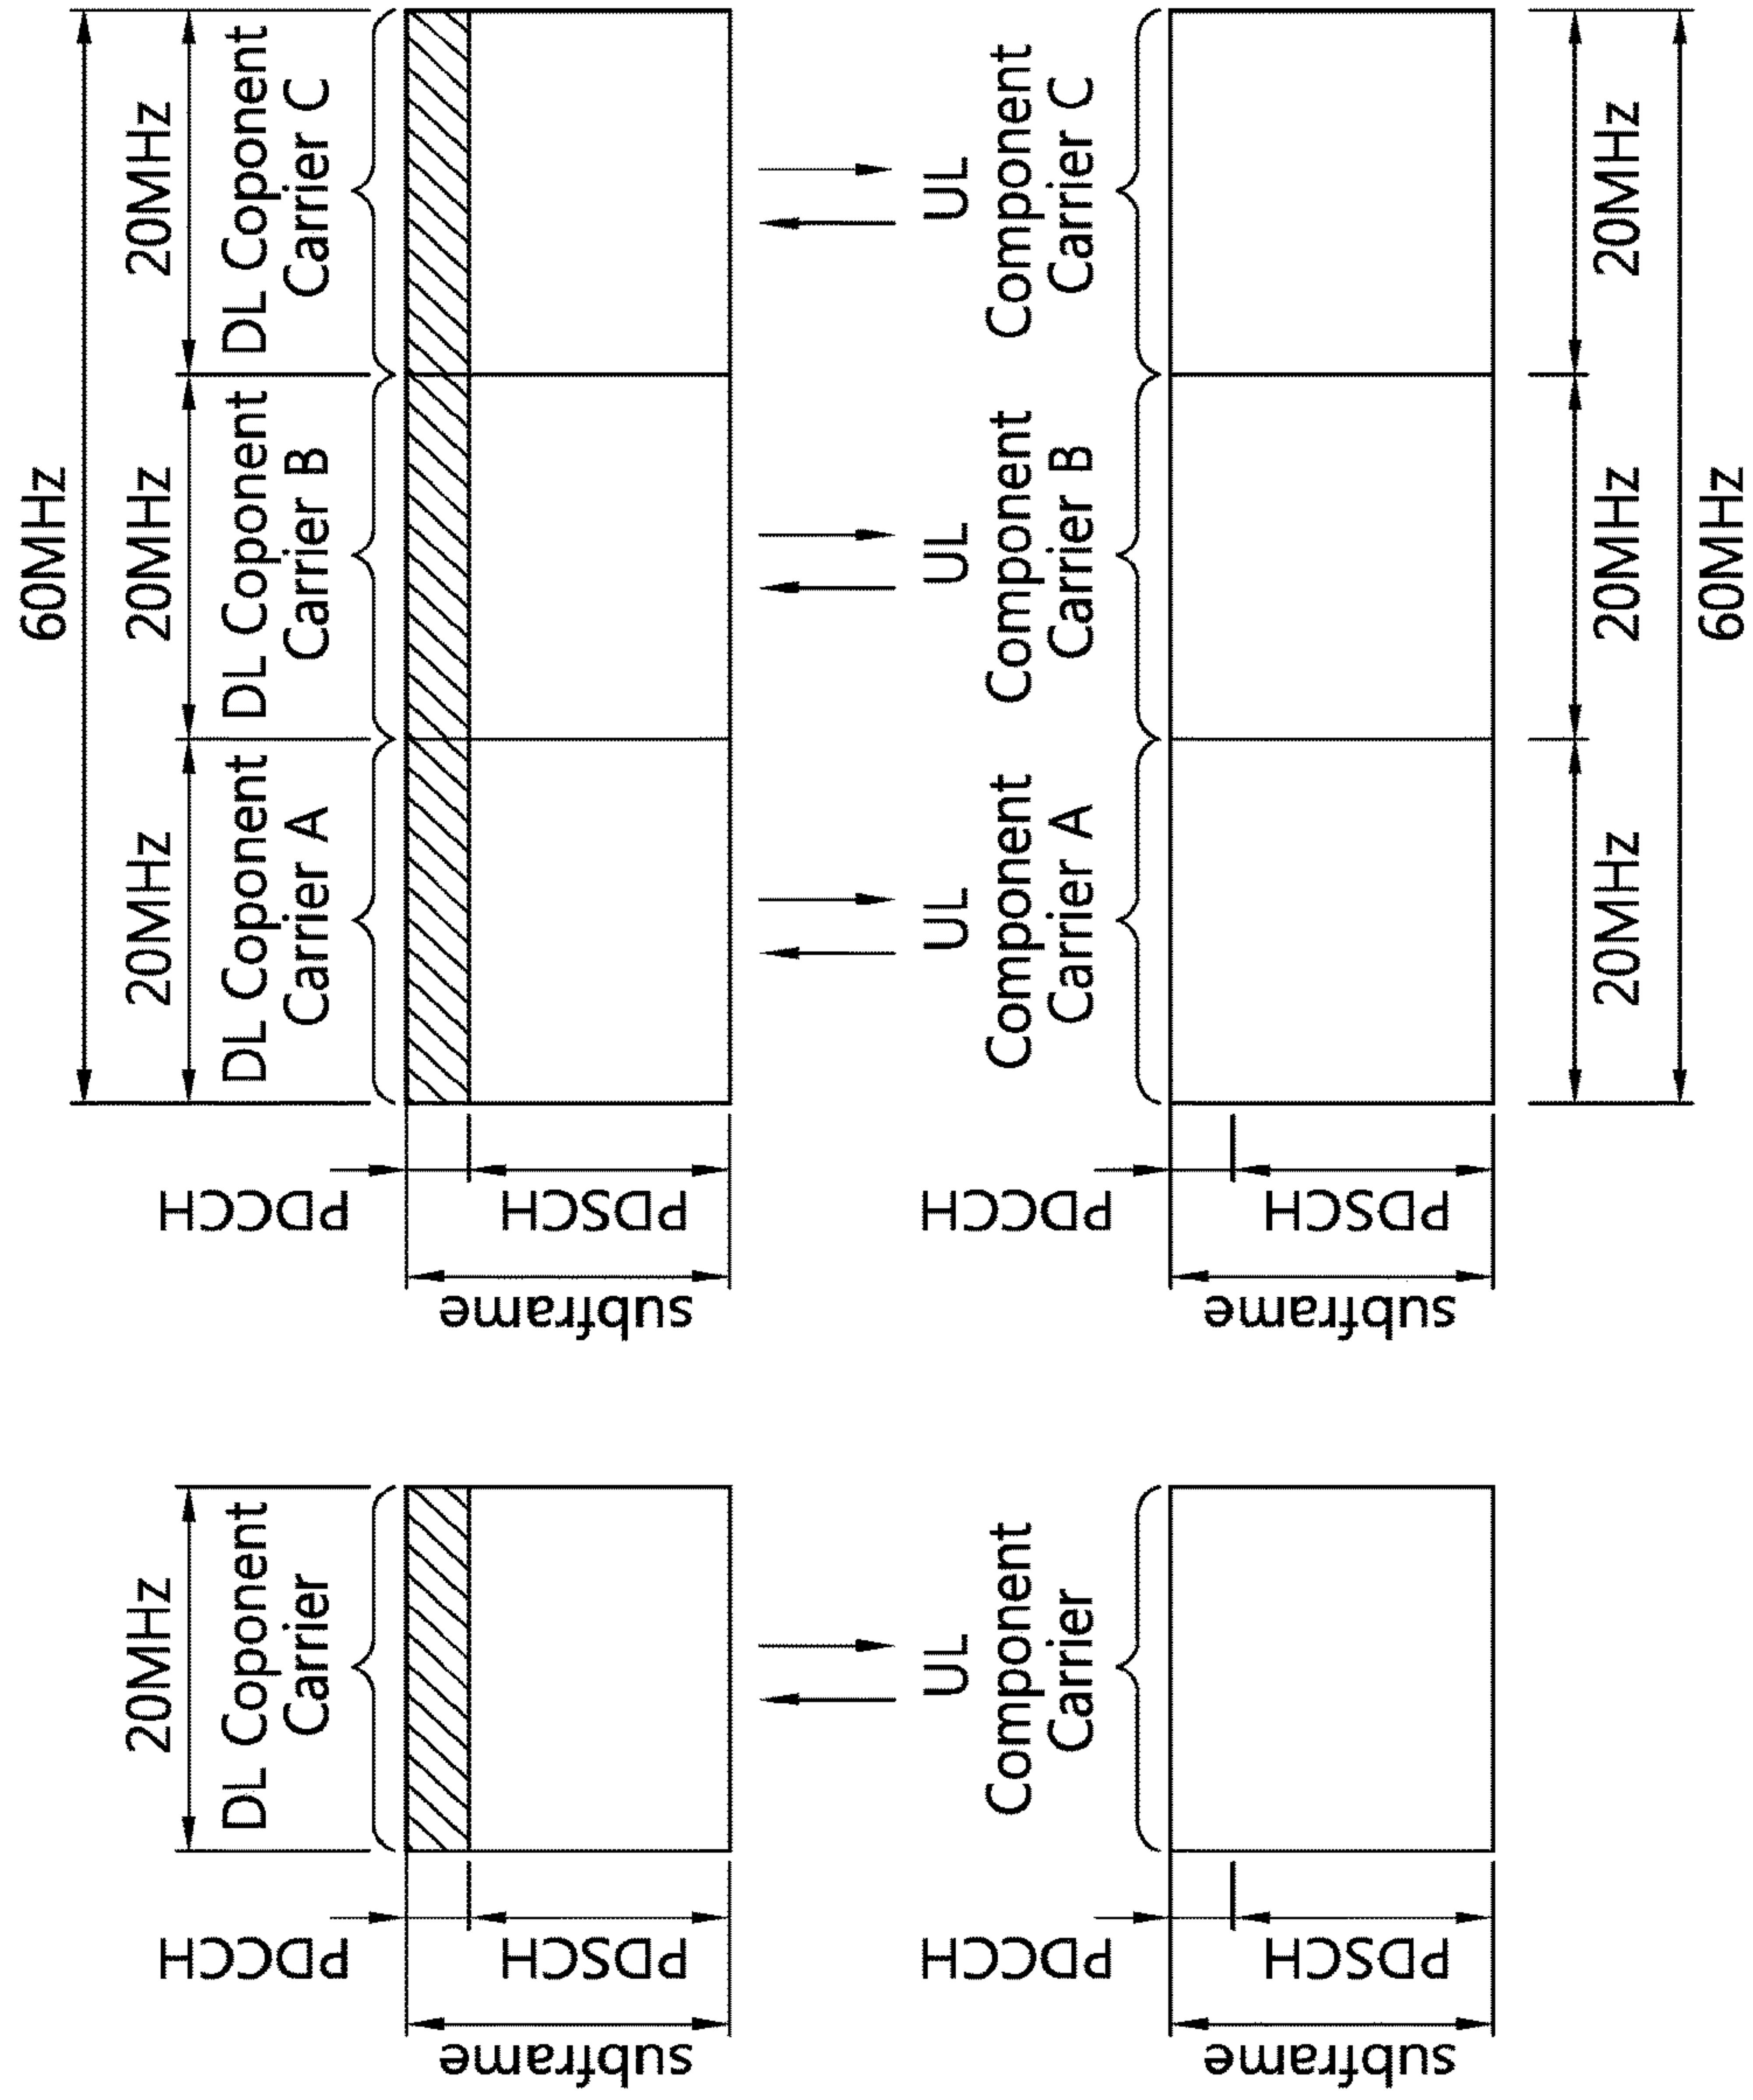 20MHz
DL Coponent
Carrier
PDCCH
PDSCH
subframe
UL
Component
Carrier
PDCCH
PDSCH
subframe
60MHz
20MHz
20MHz
20MHz
DL Coponent
Carrier A
DL Coponent
Carrier B
DL Coponent
Carrier C
PDCCH
PDSCH
subframe
UL
Component
Carrier A
UL
Component
Carrier B
UL
Component
Carrier C
PDCCH
PDSCH
subframe
20MHz
20MHz
20MHz
60MHz